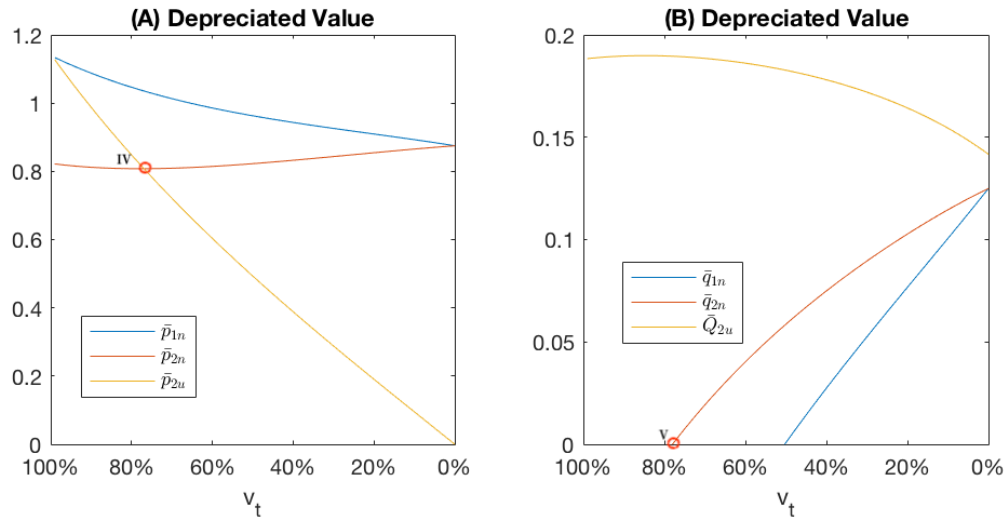 (A) Depreciated Value
1.2
1
0.8
0.6
0.4
0.2
0
IV
p̄₁ₙ
p̄₂ₙ
p̄₂ᵤ
100% 80% 60% 40% 20% 0%
v_t
(B) Depreciated Value
0.2
0.15
0.1
0.05
0
q̄₁ₙ
q̄₂ₙ
Q̄₂ᵤ
V
100% 80% 60% 40% 20% 0%
v_t